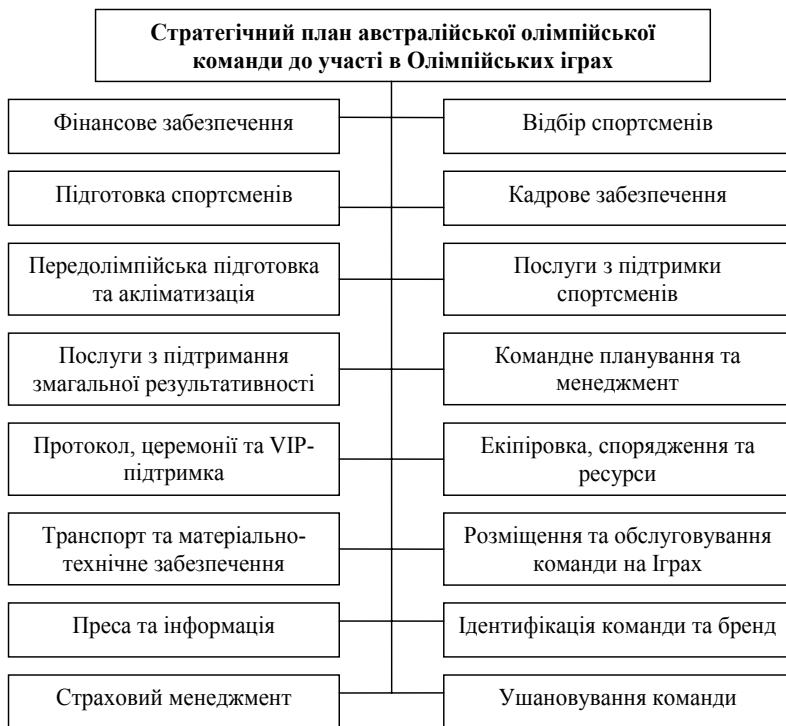 Стратегічний план австралійської олімпійської
команди до участі в Олімпійських іграх
Фінансове забезпечення
Відбір спортсменів
Підготовка спортсменів
Кадрове забезпечення
Передолімпійська підготовка
та акліматизація
Послуги з підтримки
спортсменів
Послуги з підтримання
змагальної результативності
Командне планування та
менеджмент
Протокол, церемонії та VIP-
підтримка
Екіпіровка, спорядження та
ресурси
Транспорт та матеріально-
технічне забезпечення
Розміщення та обслуговування
команди на Іграх
Преса та інформація
Ідентифікація команди та бренд
Страховий менеджмент
Ушановування команди